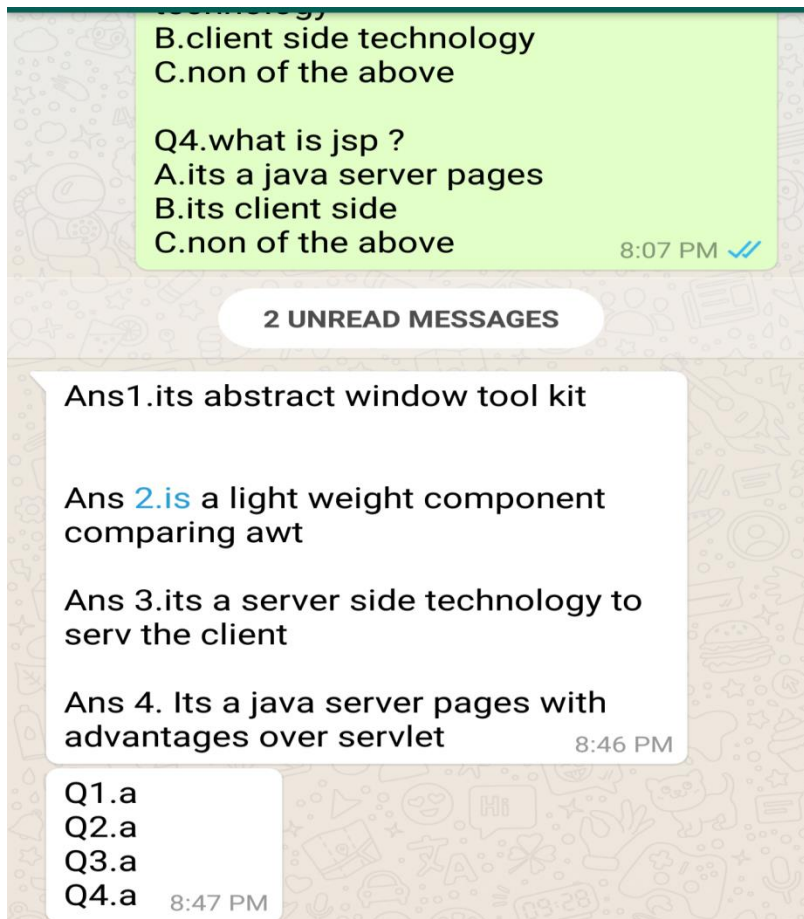 B.client side technology
C.non of the above
Q4.what is jsp ?
A.its a java server pages
B.its client side
C.non of the above
8:07 PM
2 UNREAD MESSAGES
Ans1.its abstract window tool kit
Ans 2.is a light weight component
comparing awt
Ans 3.its a server side technology to
serv the client
Ans 4. Its a java server pages with
advantages over servlet
8:46 PM
Q1.a
Q2.a
Q3.a
Q4.a
8:47 PM